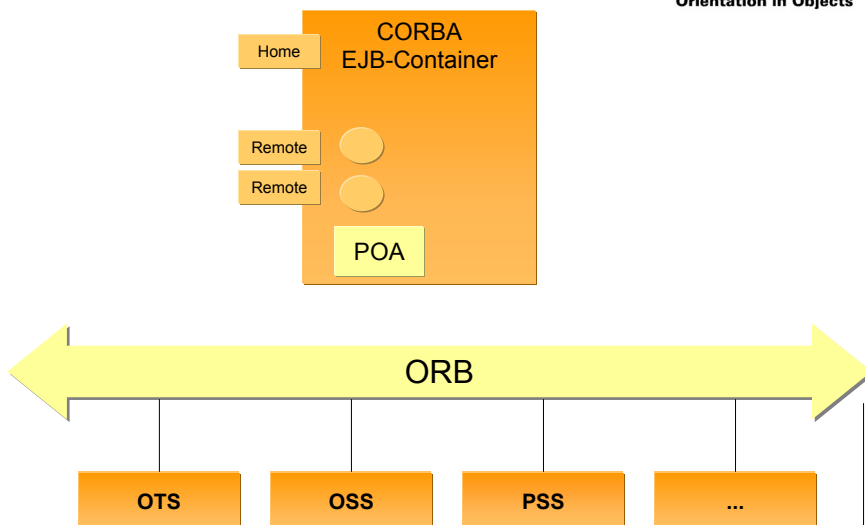 Orientation in Objects
CORBA
EJB-Container
Home
Remote
Remote
POA
ORB
OTS
OSS
PSS
...